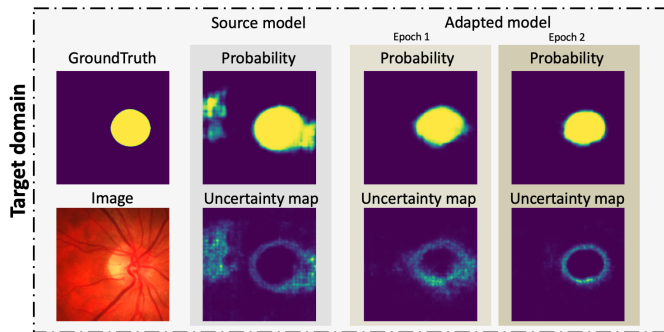 Source model
Adapted model
Epoch 1
Epoch 2
GroundTruth
Probability
Probability
Probability
Target domain
Image
Uncertainty map
Uncertainty map
Uncertainty map